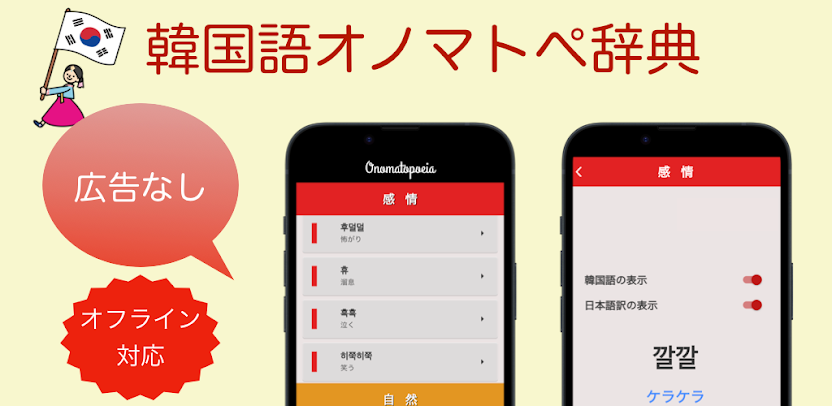 韓国語オノマトペ辞典
広告なし
オフライン
対応
Onomatopoeia
感 情
후덜덜
怖がり
휴
溜息
흑흑
泣く
히쭉히쭉
笑う
自 然
感 情
韓国語の表示
日本語訳の表示
깔깔
ケラケラ